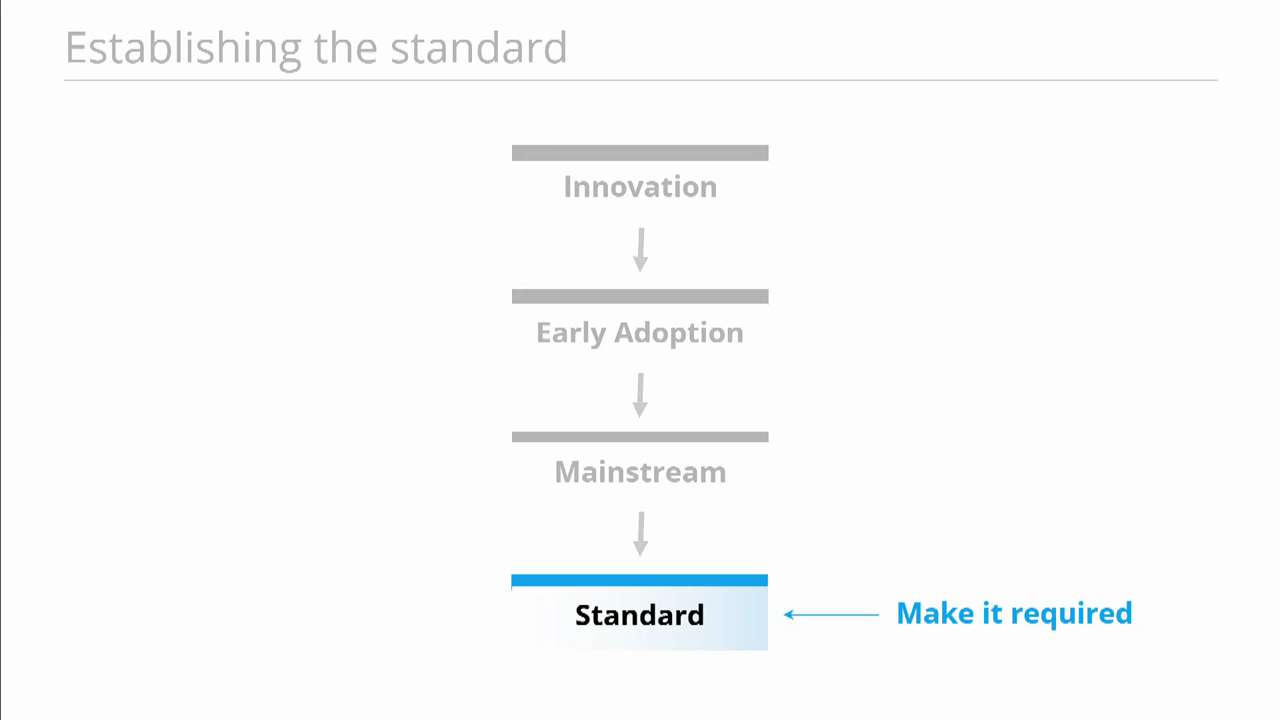 Establishing the standard
Innovation
Early Adoption
Mainstream
Standard
Make it required